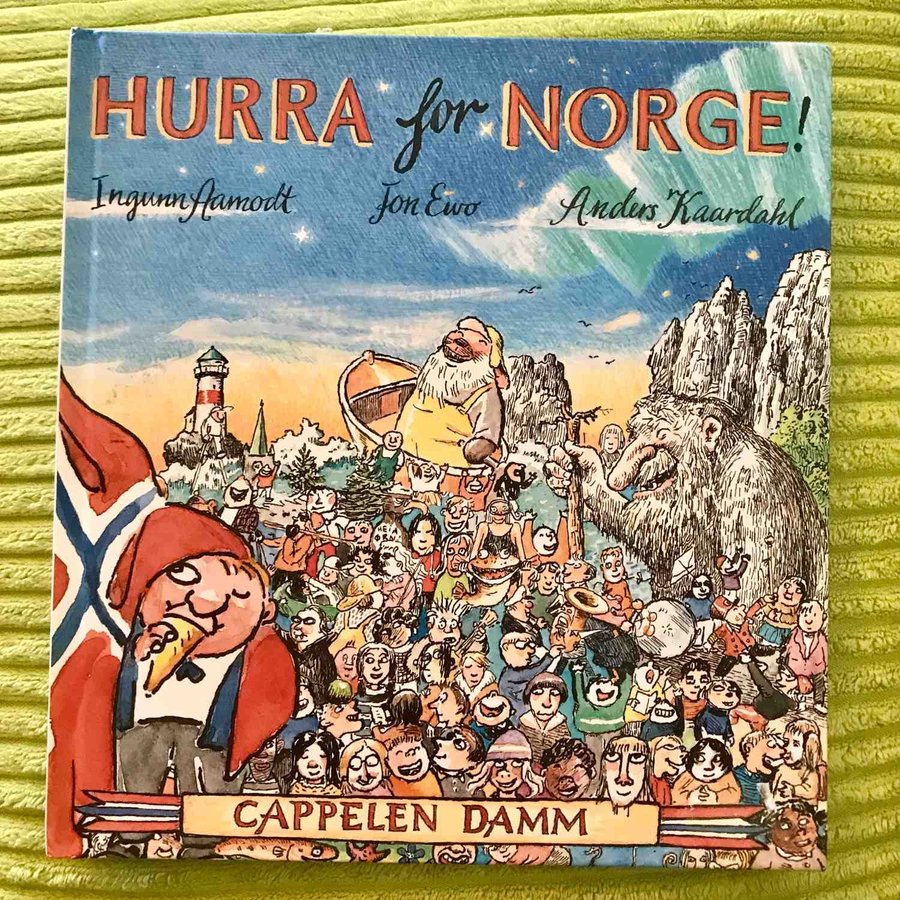 HURRA for NORGE!
Ingunn Aamodt Jon Ewo Anders Kaardahl
CAPPELEN DAMM